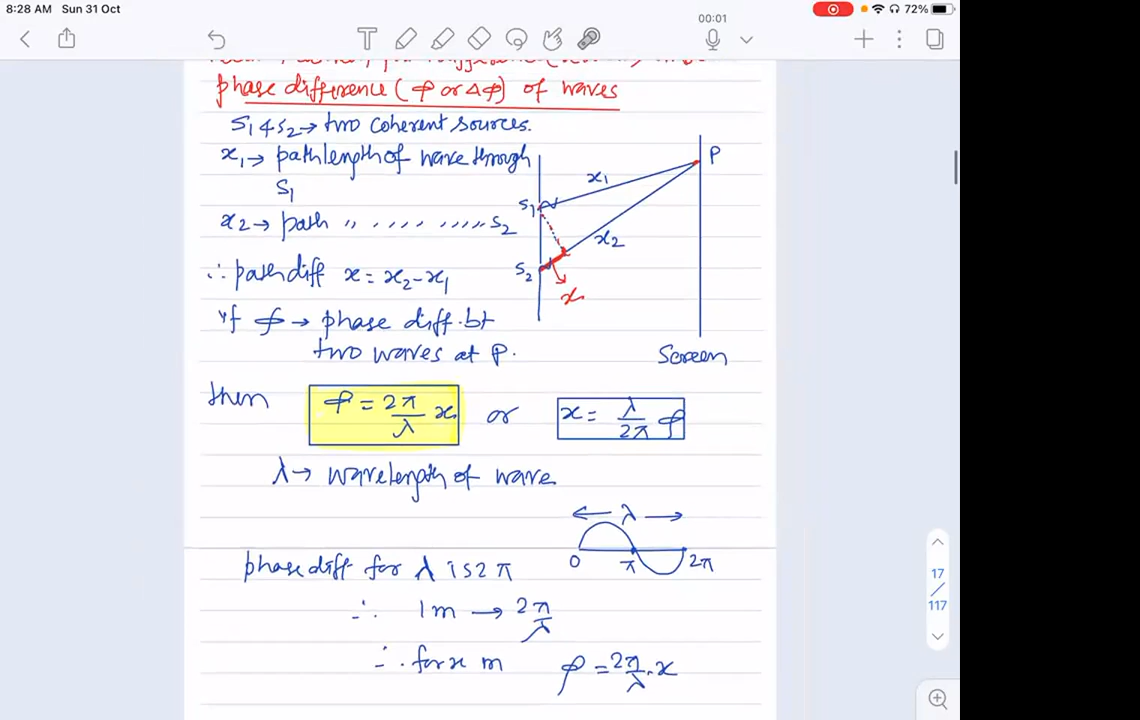 8:28 AM Sun 31 Oct
72%
00:01
phase difference (φ or Δφ) of waves
S1 & S2 → two coherent sources.
x1 → path length of wave through
S1
x2 → path ,, ,,,,, ,,,,, S2
∴ path diff x = x2 - x1
If φ → phase diff. bt
two waves at P.
P
x1
S1
x2
S2
x
Screen
then φ = 2π/λ x or x = λ/2π φ
λ → wavelength of wave
← λ →
0 π 2π
phase diff for λ is 2π
∴ 1m → 2π/λ
∴ for x m φ = 2π/λ . x
17
/
117